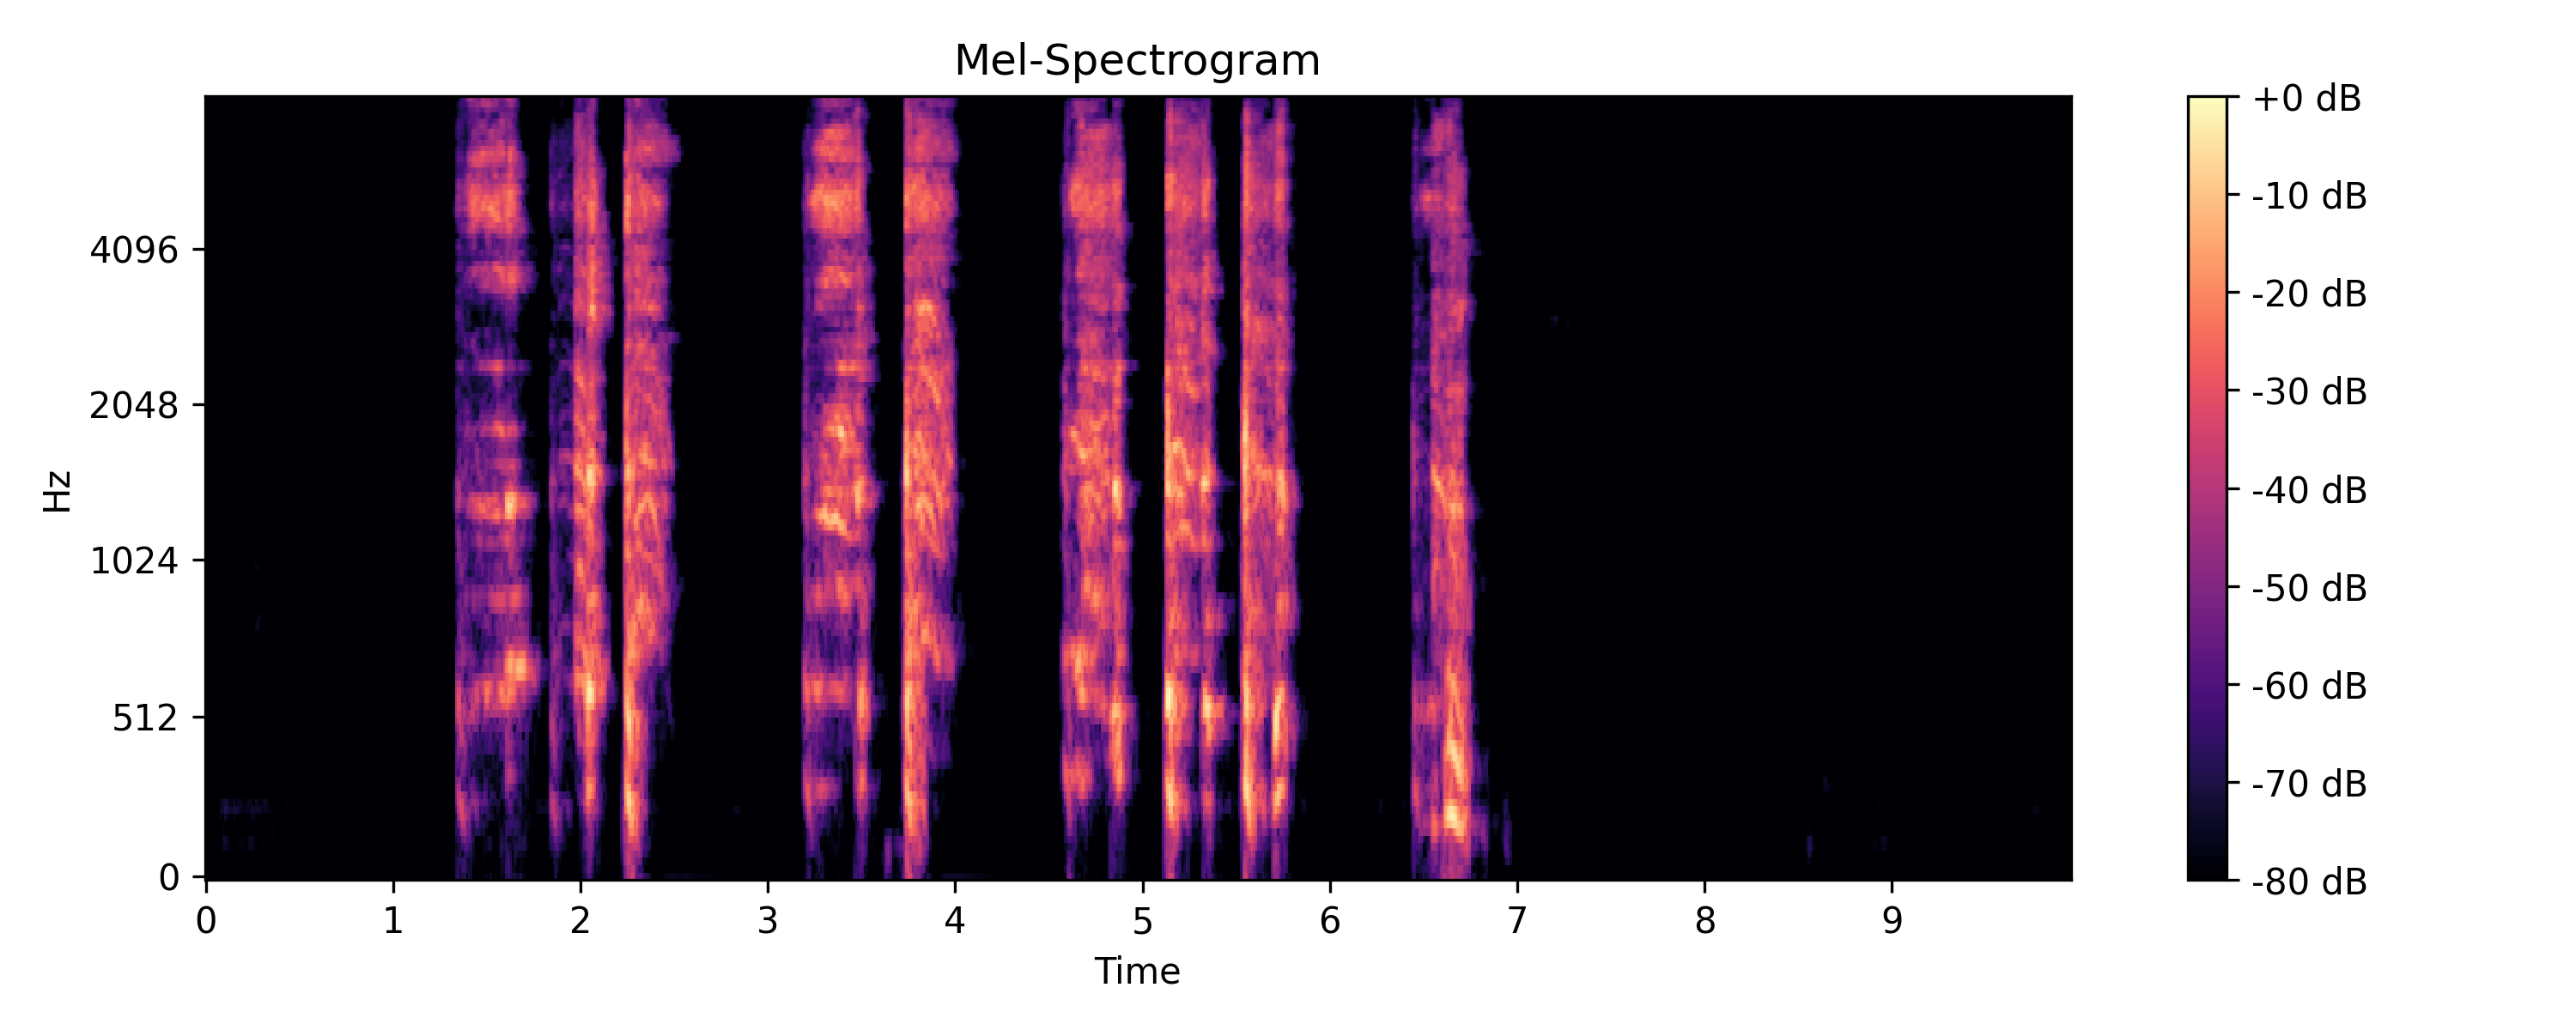 Mel-Spectrogram
+0 dB
-10 dB
-20 dB
-30 dB
-40 dB
-50 dB
-60 dB
-70 dB
-80 dB
Hz
4096
2048
1024
512
0
0 1 2 3 4 5 6 7 8 9
Time